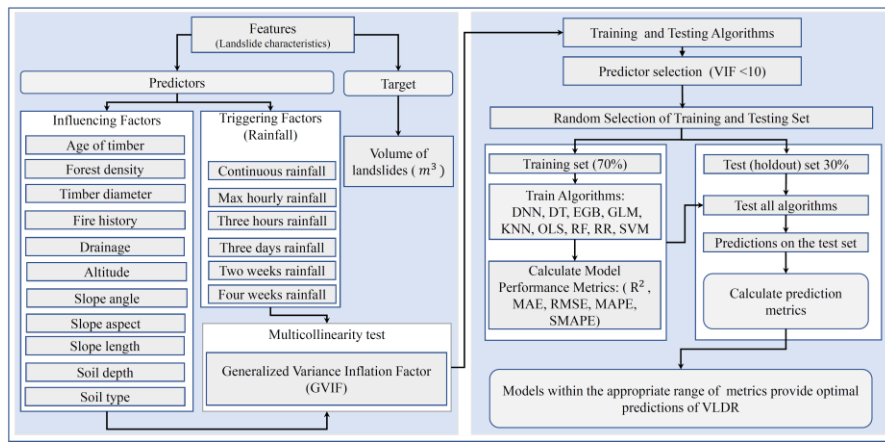 Features
(Landslide characteristics)
Predictors
Target
Influencing Factors
Age of timber
Forest density
Timber diameter
Fire history
Drainage
Altitude
Slope angle
Slope aspect
Slope length
Soil depth
Soil type
Triggering Factors
(Rainfall)
Continuous rainfall
Max hourly rainfall
Three hours rainfall
Three days rainfall
Two weeks rainfall
Four weeks rainfall
Volume of
landslides ( m³ )
Multicollinearity test
Generalized Variance Inflation Factor
(GVIF)
Training and Testing Algorithms
Predictor selection (VIF <10)
Random Selection of Training and Testing Set
Training set (70%)
Train Algorithms:
DNN, DT, EGB, GLM,
KNN, OLS, RF, RR, SVM
Calculate Model
Performance Metrics: ( R² ,
MAE, RMSE, MAPE,
SMAPE)
Test (holdout) set 30%
Test all algorithms
Predictions on the test set
Calculate prediction
metrics
Models within the appropriate range of metrics provide optimal
predictions of VLDR